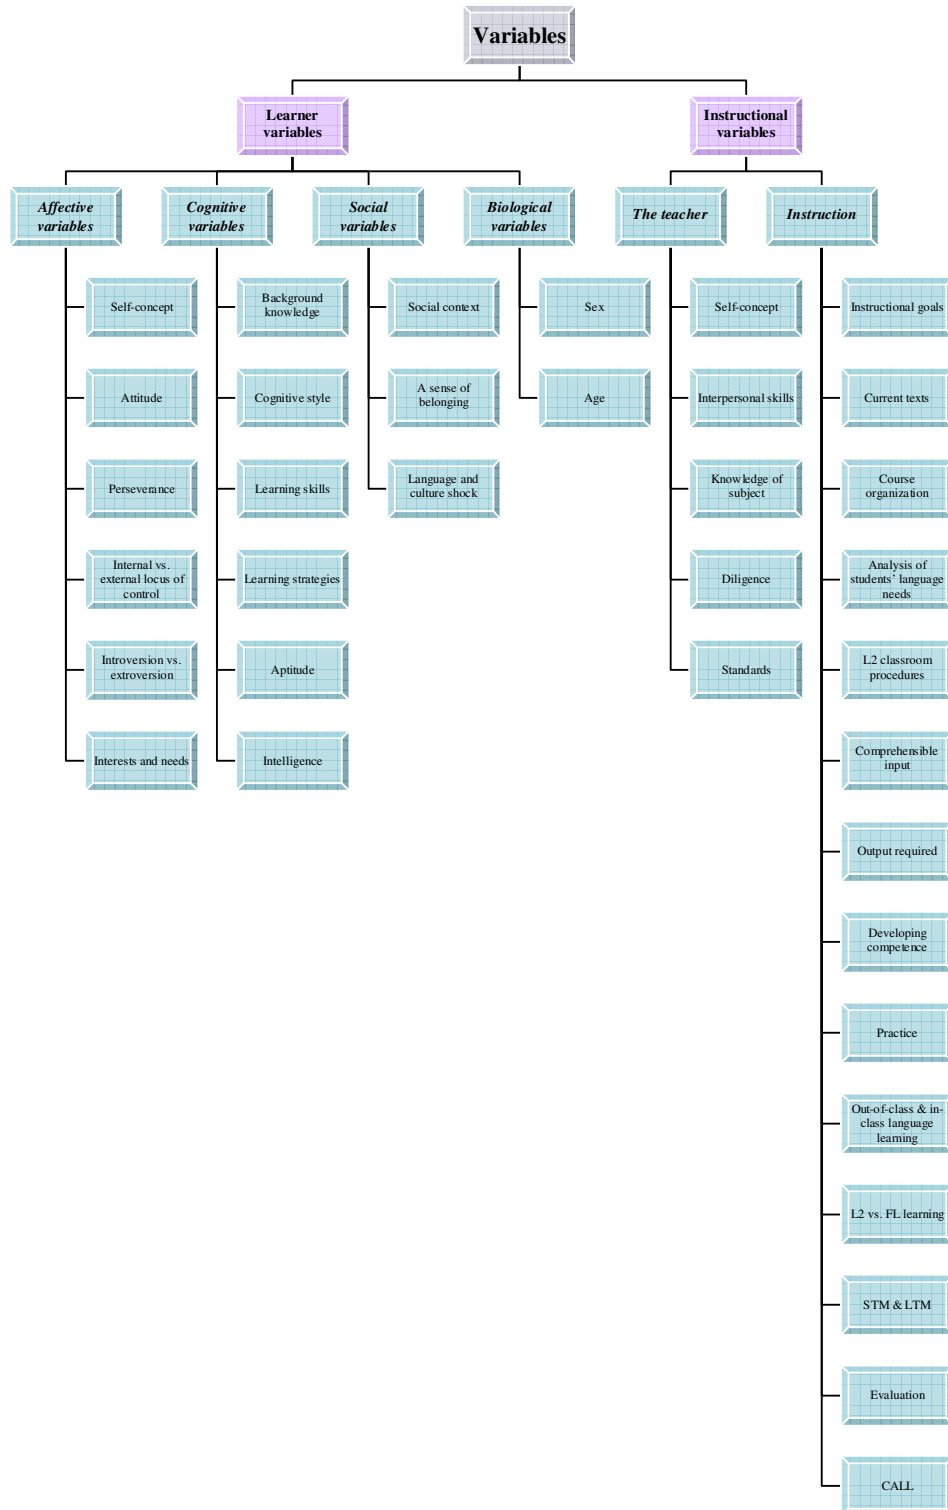 Variables
Learner
variables
Instructional
variables
Affective
variables
Cognitive
variables
Social
variables
Biological
variables
The teacher
Instruction
Self-concept
Background
knowledge
Social context
Sex
Self-concept
Instructional goals
Attitude
Cognitive style
A sense of
belonging
Age
Interpersonal skills
Current texts
Perseverance
Learning skills
Language and
culture shock
Knowledge of
subject
Course
organization
Internal vs.
external locus of
control
Learning strategies
Diligence
Analysis of
students’ language
needs
Introversion vs.
extroversion
Aptitude
Standards
L2 classroom
procedures
Interests and needs
Intelligence
Comprehensible
input
Output required
Developing
competence
Practice
Out-of-class & in-
class language
learning
L2 vs. FL learning
STM & LTM
Evaluation
CALL